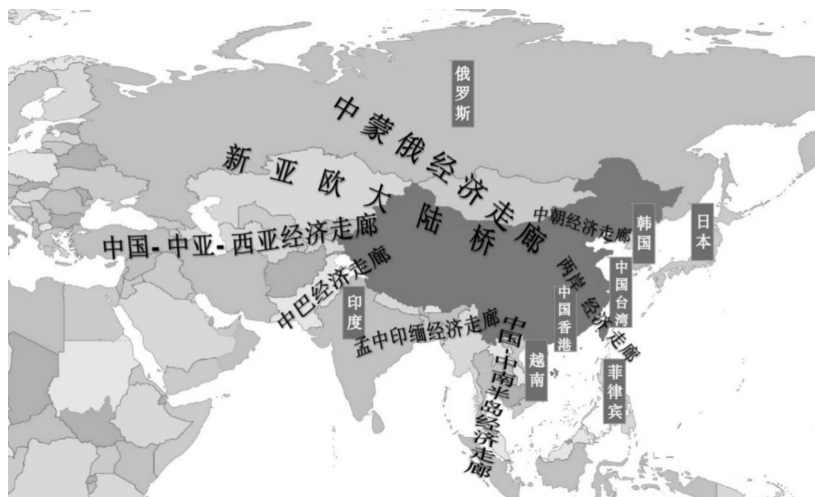 俄罗斯
中蒙俄经济走廊
新亚欧大陆桥
中国-中亚-西亚经济走廊
中朝经济走廊
韩国
日本
中巴经济走廊
印度
两岸 经济走廊
中国台湾
中国香港
孟中印缅经济走廊
中国-中南半岛经济走廊
越南
菲律宾